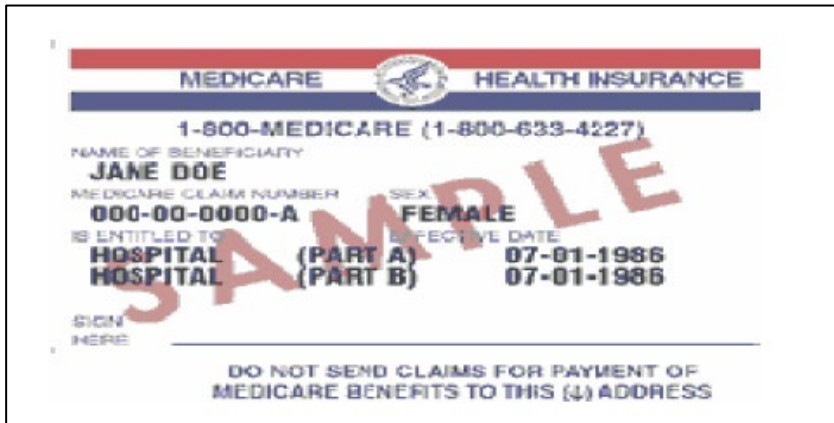 MEDICARE HEALTH INSURANCE
1-800-MEDICARE (1-800-633-4227)
NAME OF BENEFICIARY
JANE DOE
MEDICARE CLAIM NUMBER SEX
000-00-0000-A FEMALE
IS ENTITLED TO EFFECTIVE DATE
HOSPITAL (PART A) 07-01-1986
HOSPITAL (PART B) 07-01-1986
SAMPLE
SIGN
HERE
DO NOT SEND CLAIMS FOR PAYMENT OF
MEDICARE BENEFITS TO THIS (↓) ADDRESS